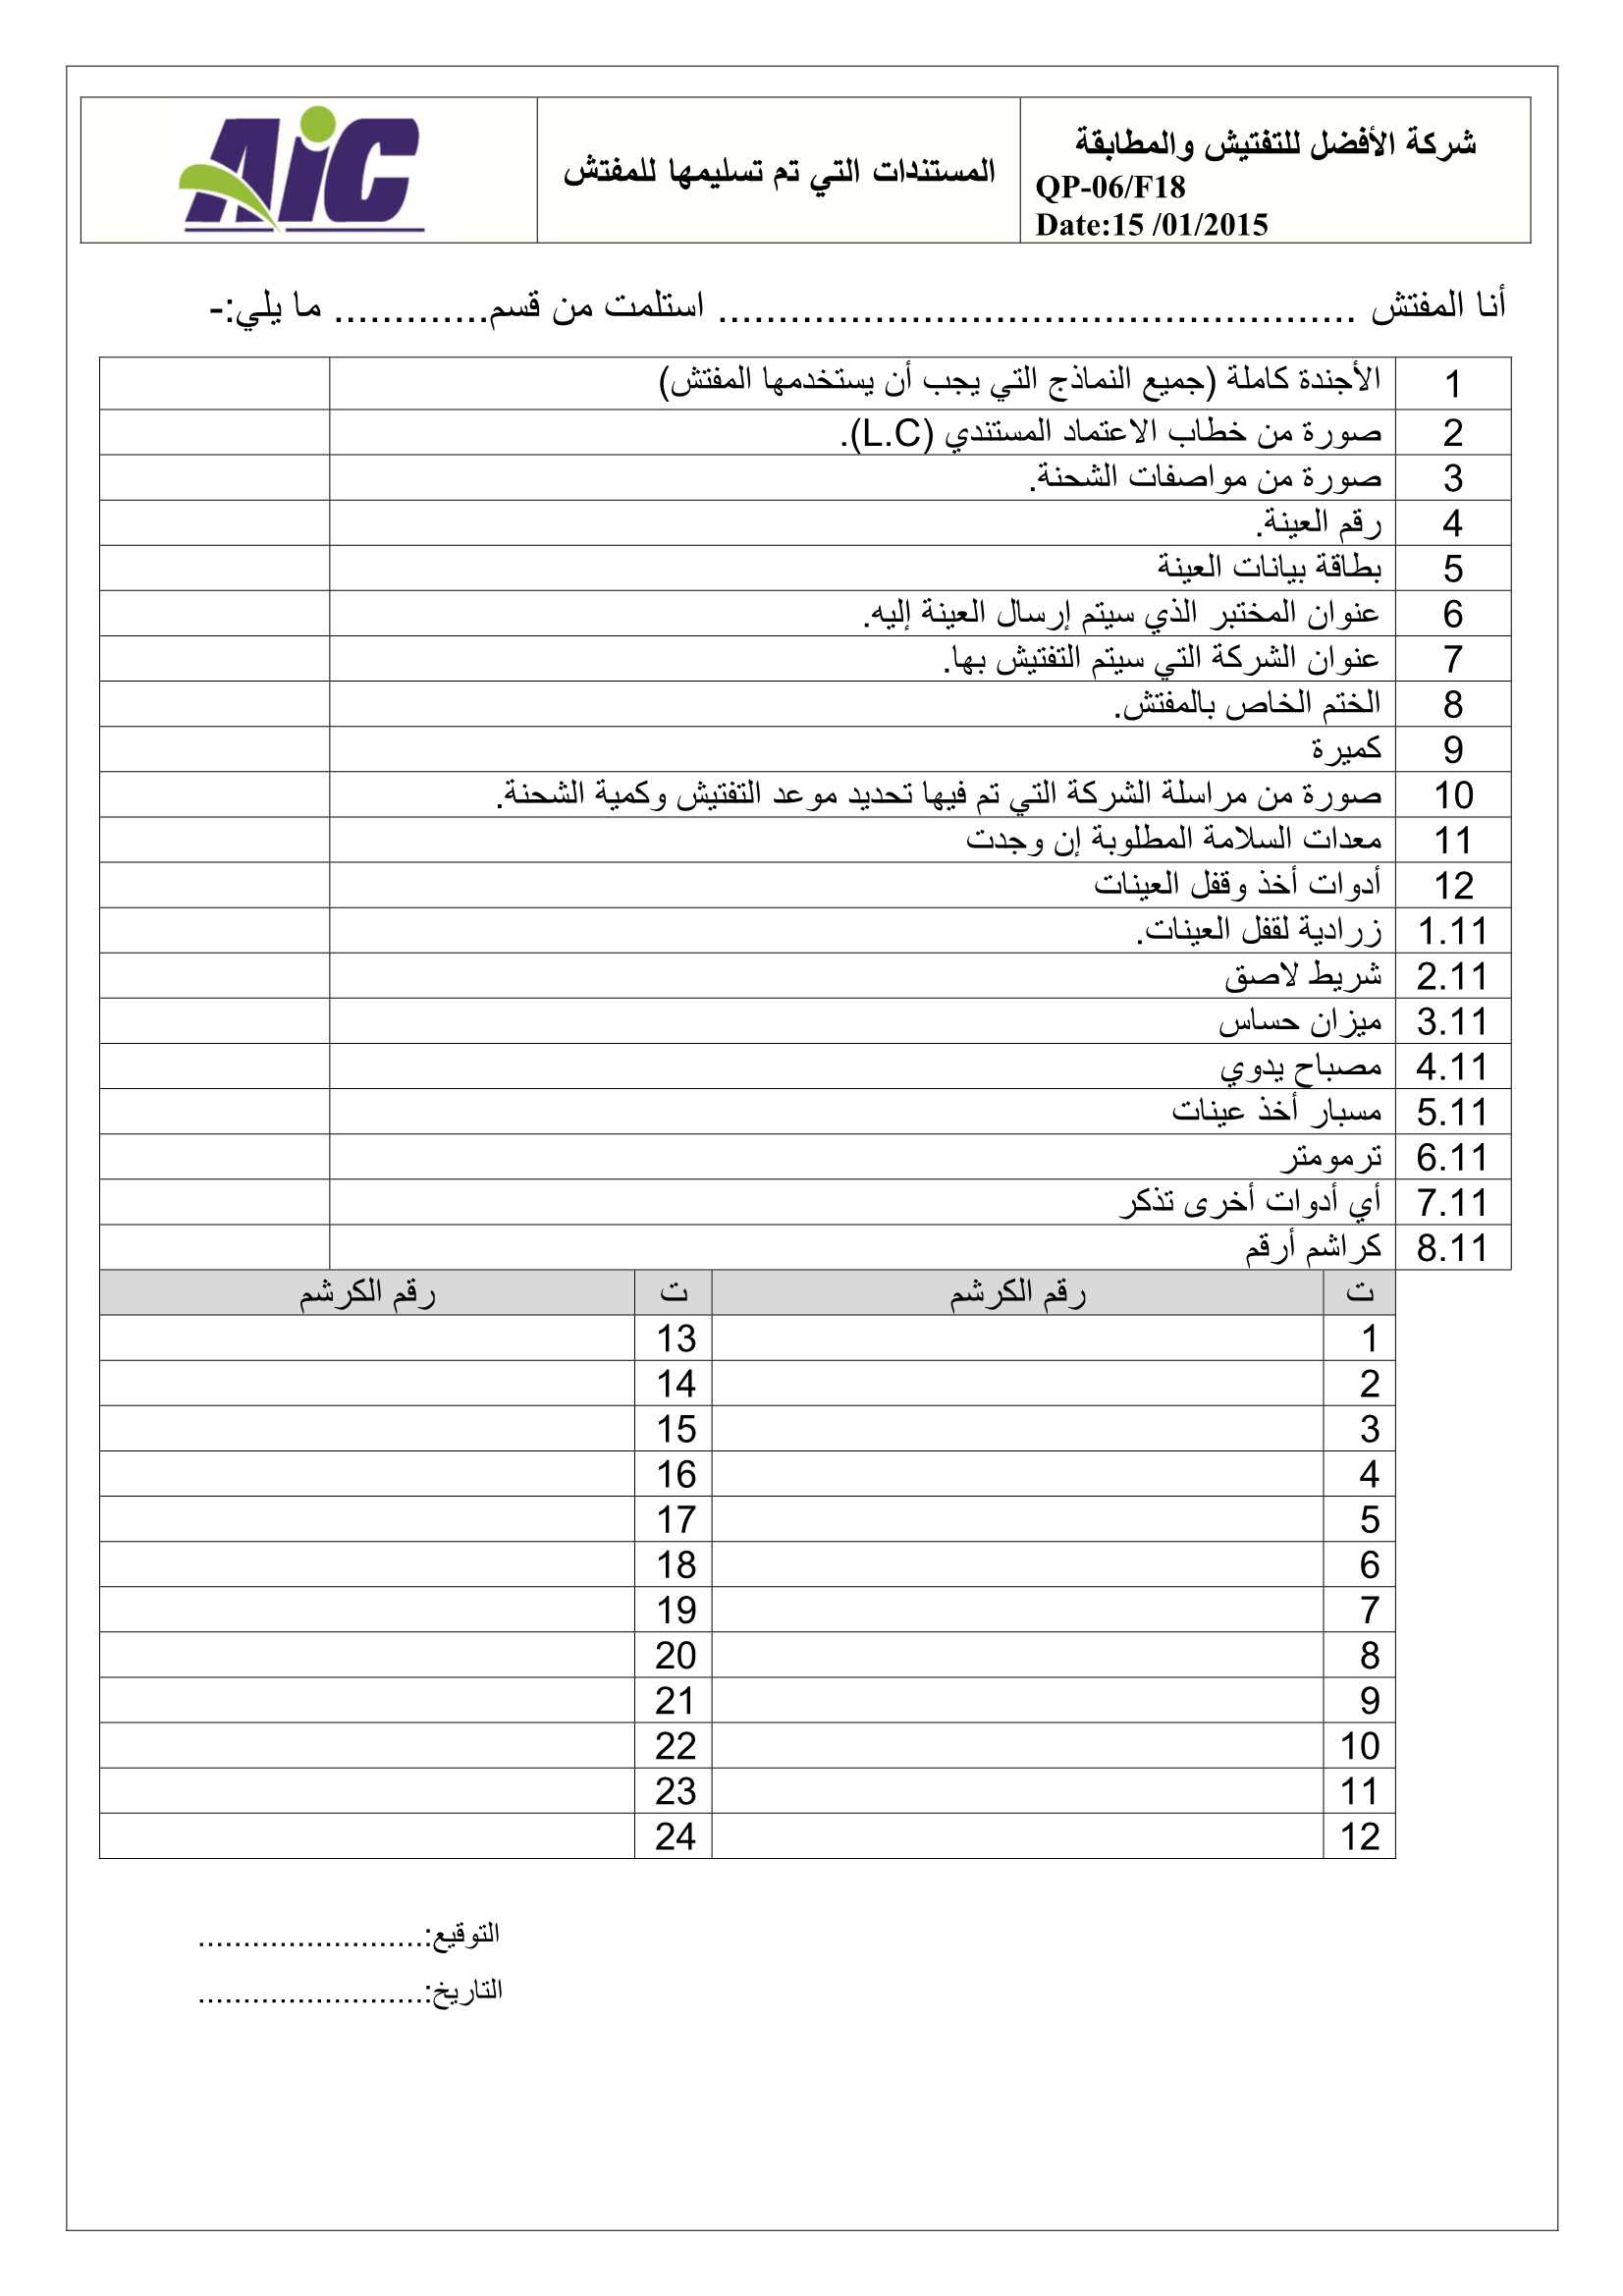 شركة الأفضل للتفتيش والمطابقة
QP-06/F18
Date:15 /01/2015
المستندات التي تم تسليمها للمفتش
AiC
أنا المفتش ..................................................... استلمت من قسم............. ما يلي:-
1 الأجندة كاملة (جميع النماذج التي يجب أن يستخدمها المفتش)
2 صورة من خطاب الاعتماد المستندي (L.C).
3 صورة من مواصفات الشحنة.
4 رقم العينة.
5 بطاقة بيانات العينة
6 عنوان المختبر الذي سيتم إرسال العينة إليه.
7 عنوان الشركة التي سيتم التفتيش بها.
8 الختم الخاص بالمفتش.
9 كميرة
10 صورة من مراسلة الشركة التي تم فيها تحديد موعد التفتيش وكمية الشحنة.
11 معدات السلامة المطلوبة إن وجدت
12 أدوات أخذ وقفل العينات
1.11 زرادية لقفل العينات.
2.11 شريط لاصق
3.11 ميزان حساس
4.11 مصباح يدوي
5.11 مسبار أخذ عينات
6.11 ترمومتر
7.11 أي أدوات أخرى تذكر
8.11 كراشم أرقم
ت رقم الكرشم ت رقم الكرشم
1 13
2 14
3 15
4 16
5 17
6 18
7 19
8 20
9 21
10 22
11 23
12 24
التوقيع:.........................
التاريخ:.........................